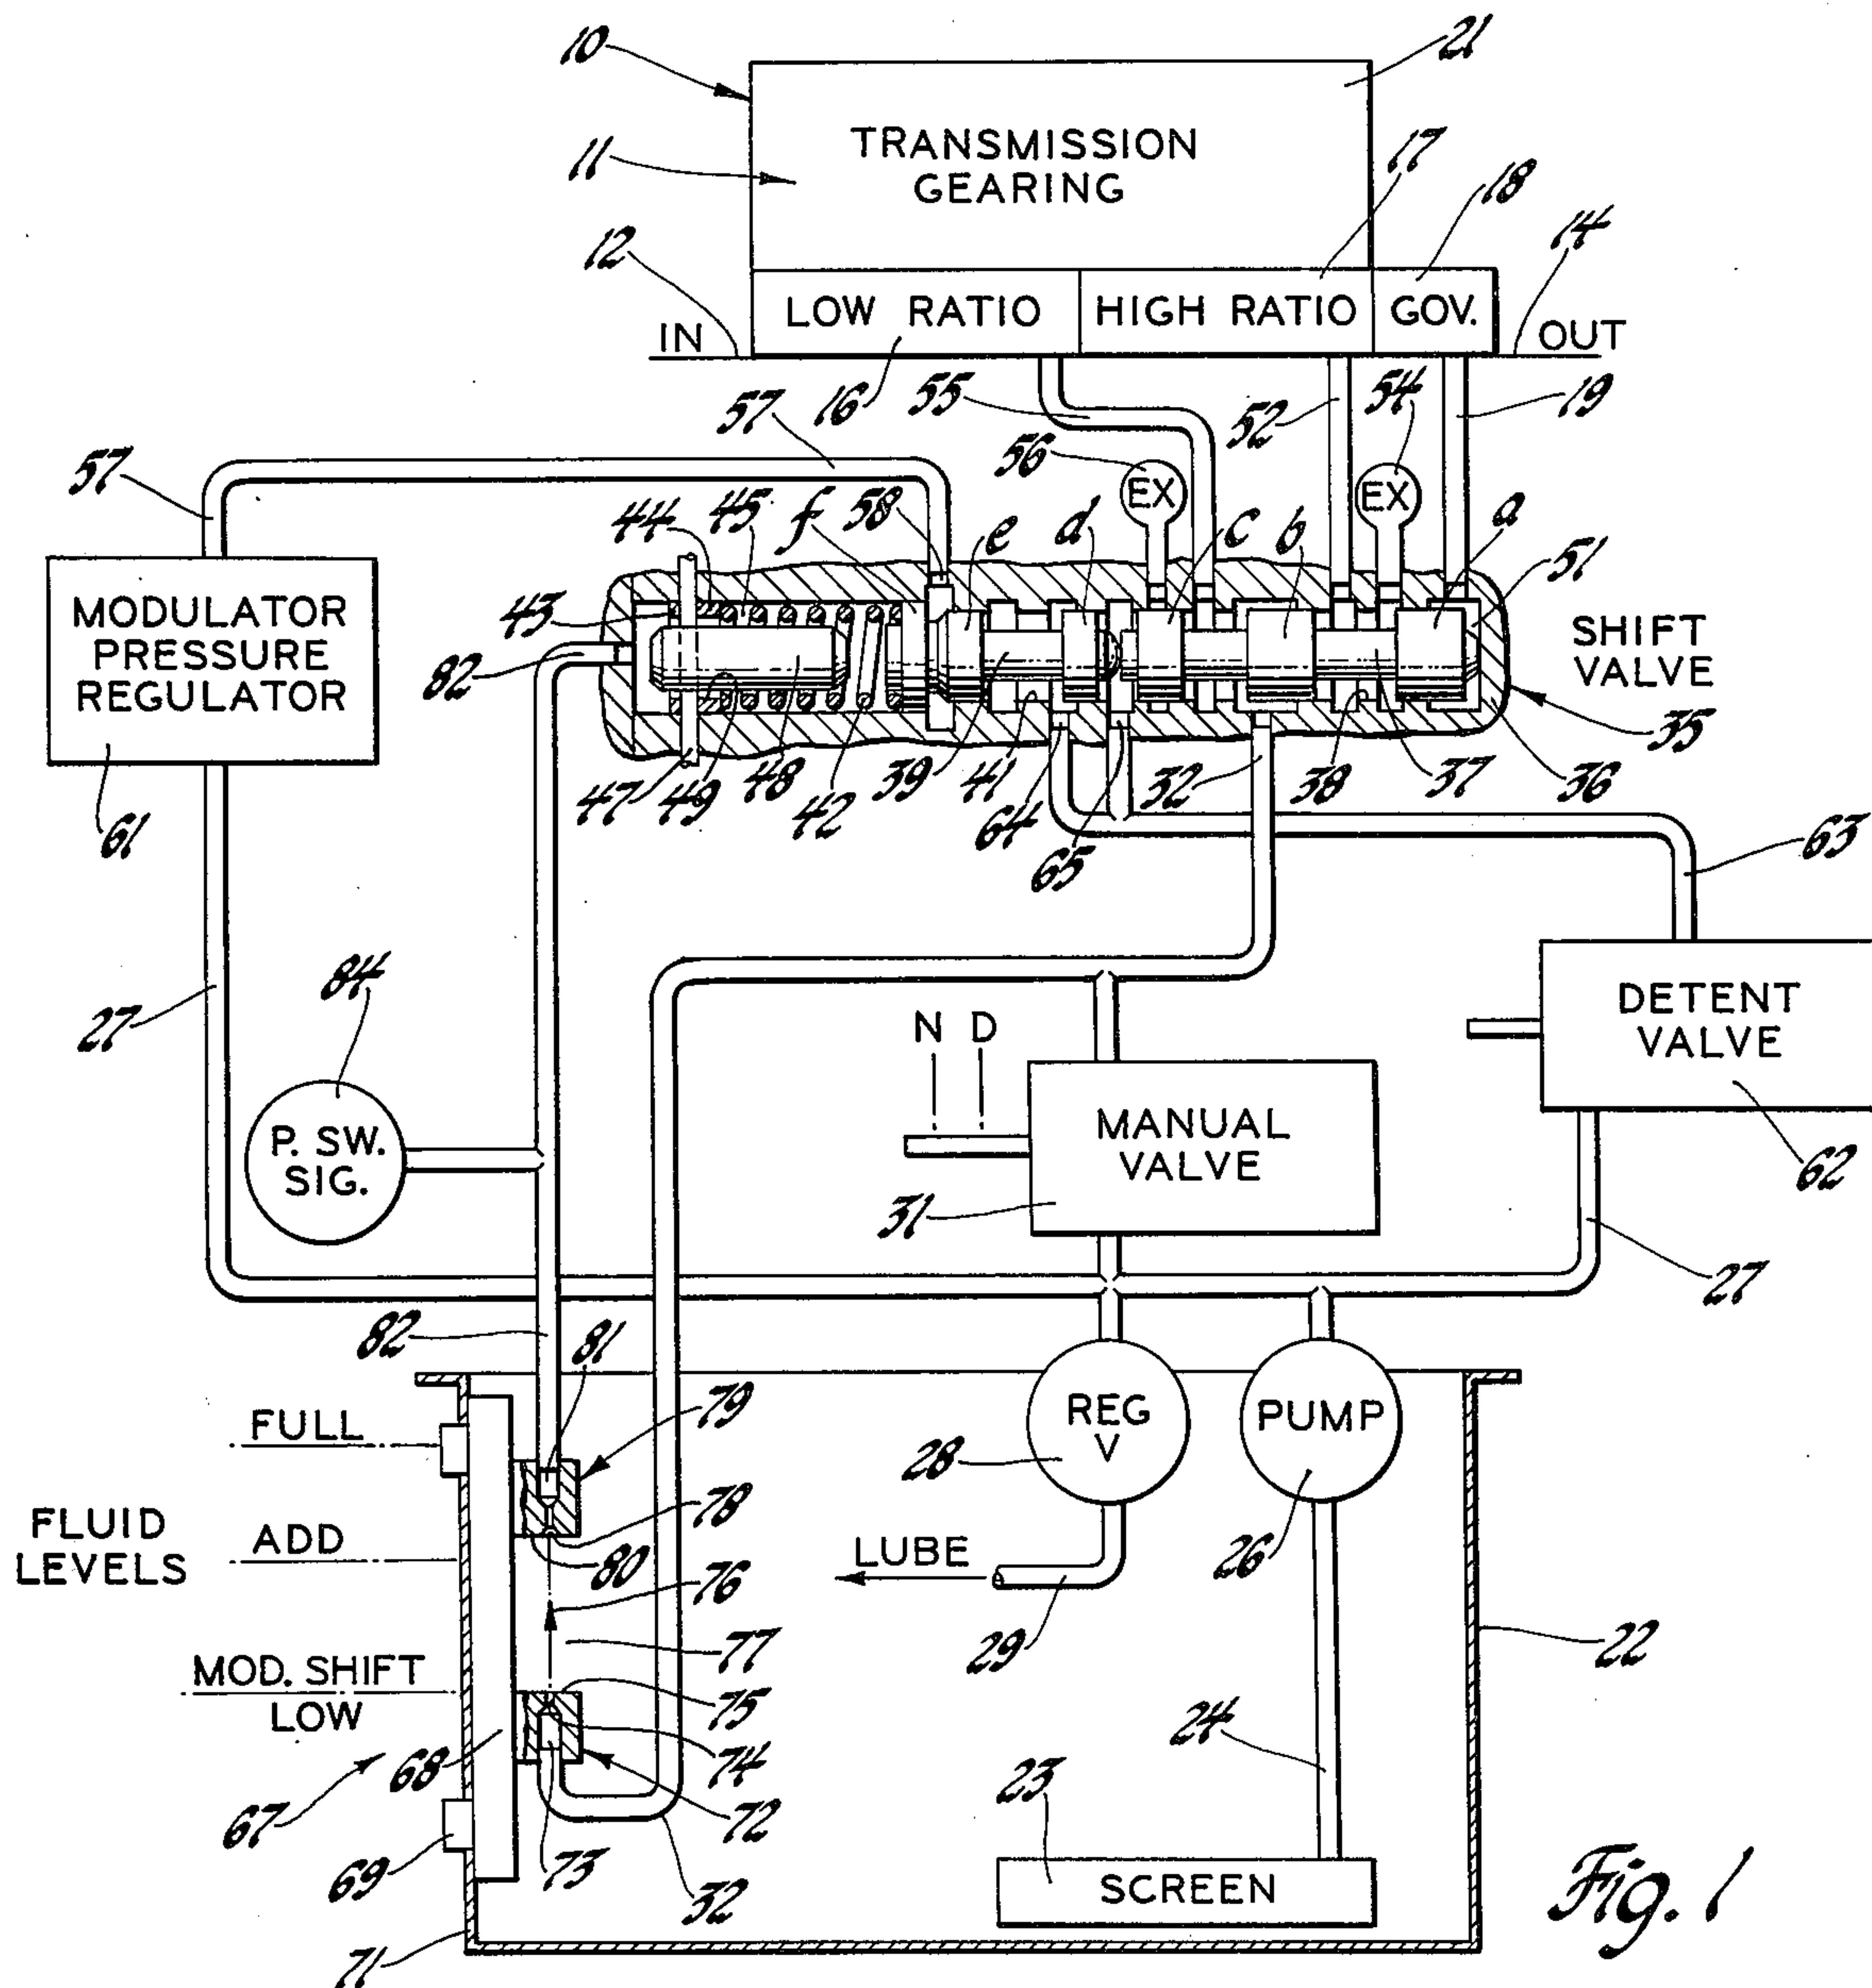 10
21
TRANSMISSION
GEARING
11
17
18
12
14
LOW RATIO
HIGH RATIO
GOV.
IN
OUT
57
16
55
52
54
19
56
57
EX
EX
44
45
f
58
e
d
c
b
a
51
MODULATOR
PRESSURE
REGULATOR
43
SHIFT
VALVE
82
35
47
49
48
42
39
41
64
65
32
38
37
36
61
63
84
27
N D
DETENT
VALVE
P. SW.
SIG.
MANUAL
VALVE
31
62
27
82
81
79
FULL
REG
V
PUMP
28
78
FLUID
LEVELS
ADD
80
LUBE
26
76
29
77
22
MOD. SHIFT
LOW
75
24
68
74
67
72
23
69
73
32
SCREEN
71
Fig. 1